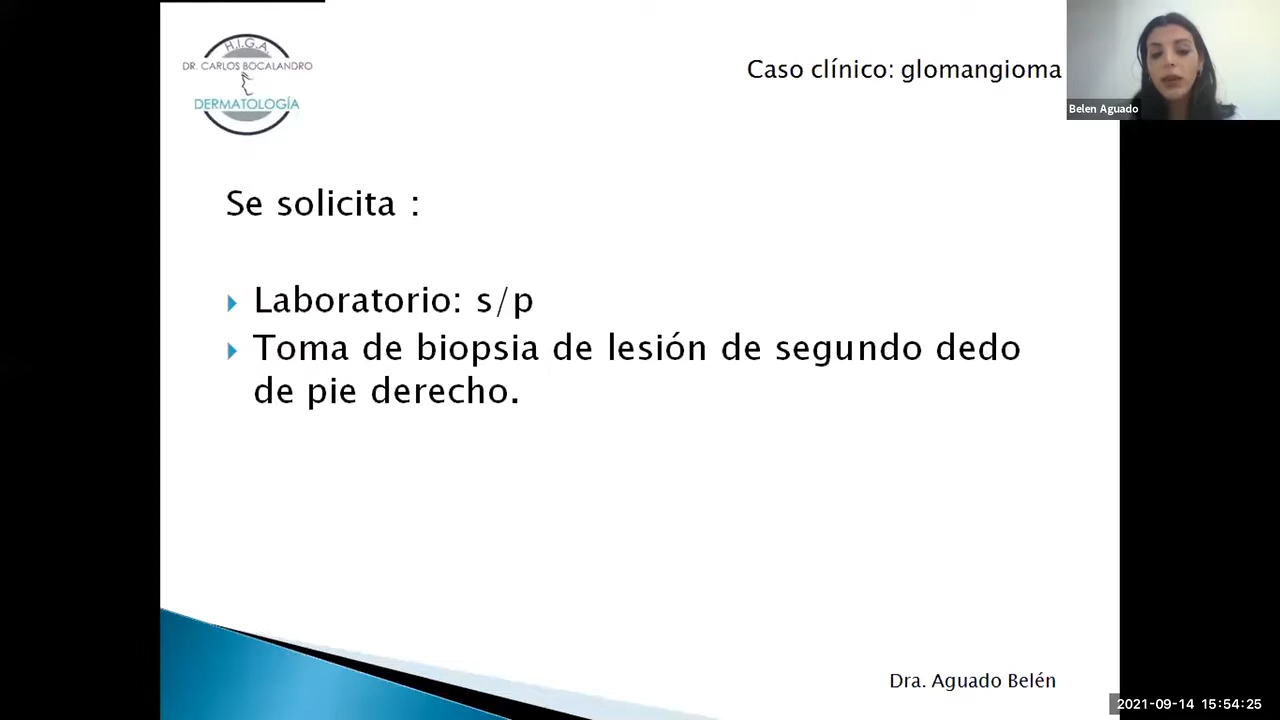 H.I.G.A.
DR. CARLOS BOCALANDRO
DERMATOLOGÍA
Caso clínico: glomangioma
Belen Aguado
Se solicita :
Laboratorio: s/p
Toma de biopsia de lesión de segundo dedo
de pie derecho.
Dra. Aguado Belén
2021-09-14 15:54:25